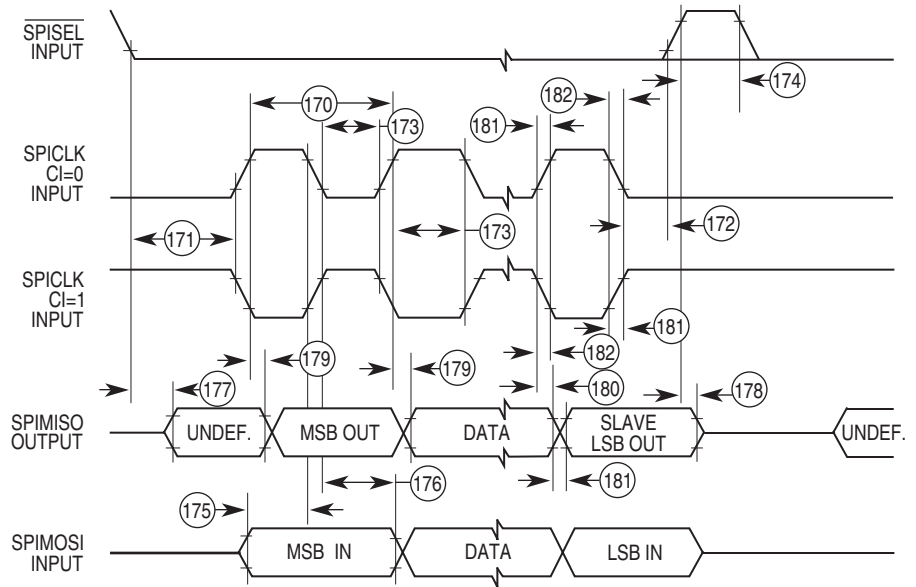 SPISEL
INPUT
174
182
170
181
173
SPICLK
CI=0
INPUT
172
171
173
SPICLK
CI=1
INPUT
181
179
182
179
180
177
178
SPIMISO
OUTPUT
UNDEF.
MSB OUT
DATA
SLAVE
LSB OUT
UNDEF.
176
181
175
SPIMOSI
INPUT
MSB IN
DATA
LSB IN